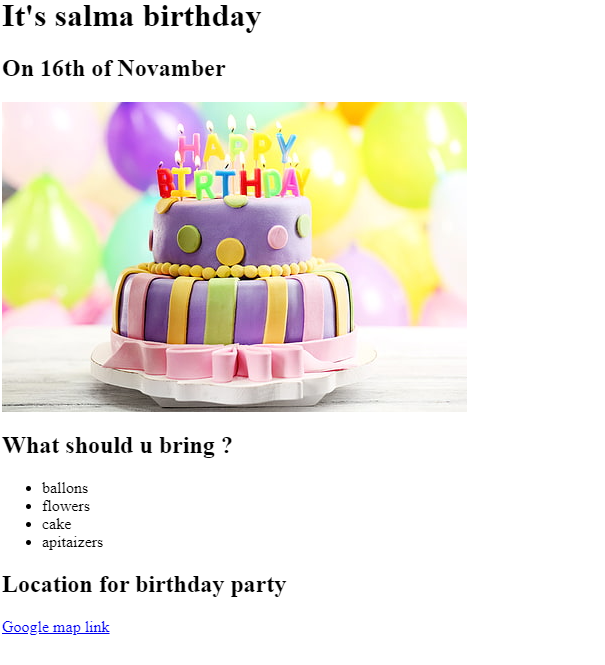 It's salma birthday
On 16th of Novamber
HAPPY
BIRTHDAY
What should u bring ?
ballons
flowers
cake
apitaizers
Location for birthday party
Google map link